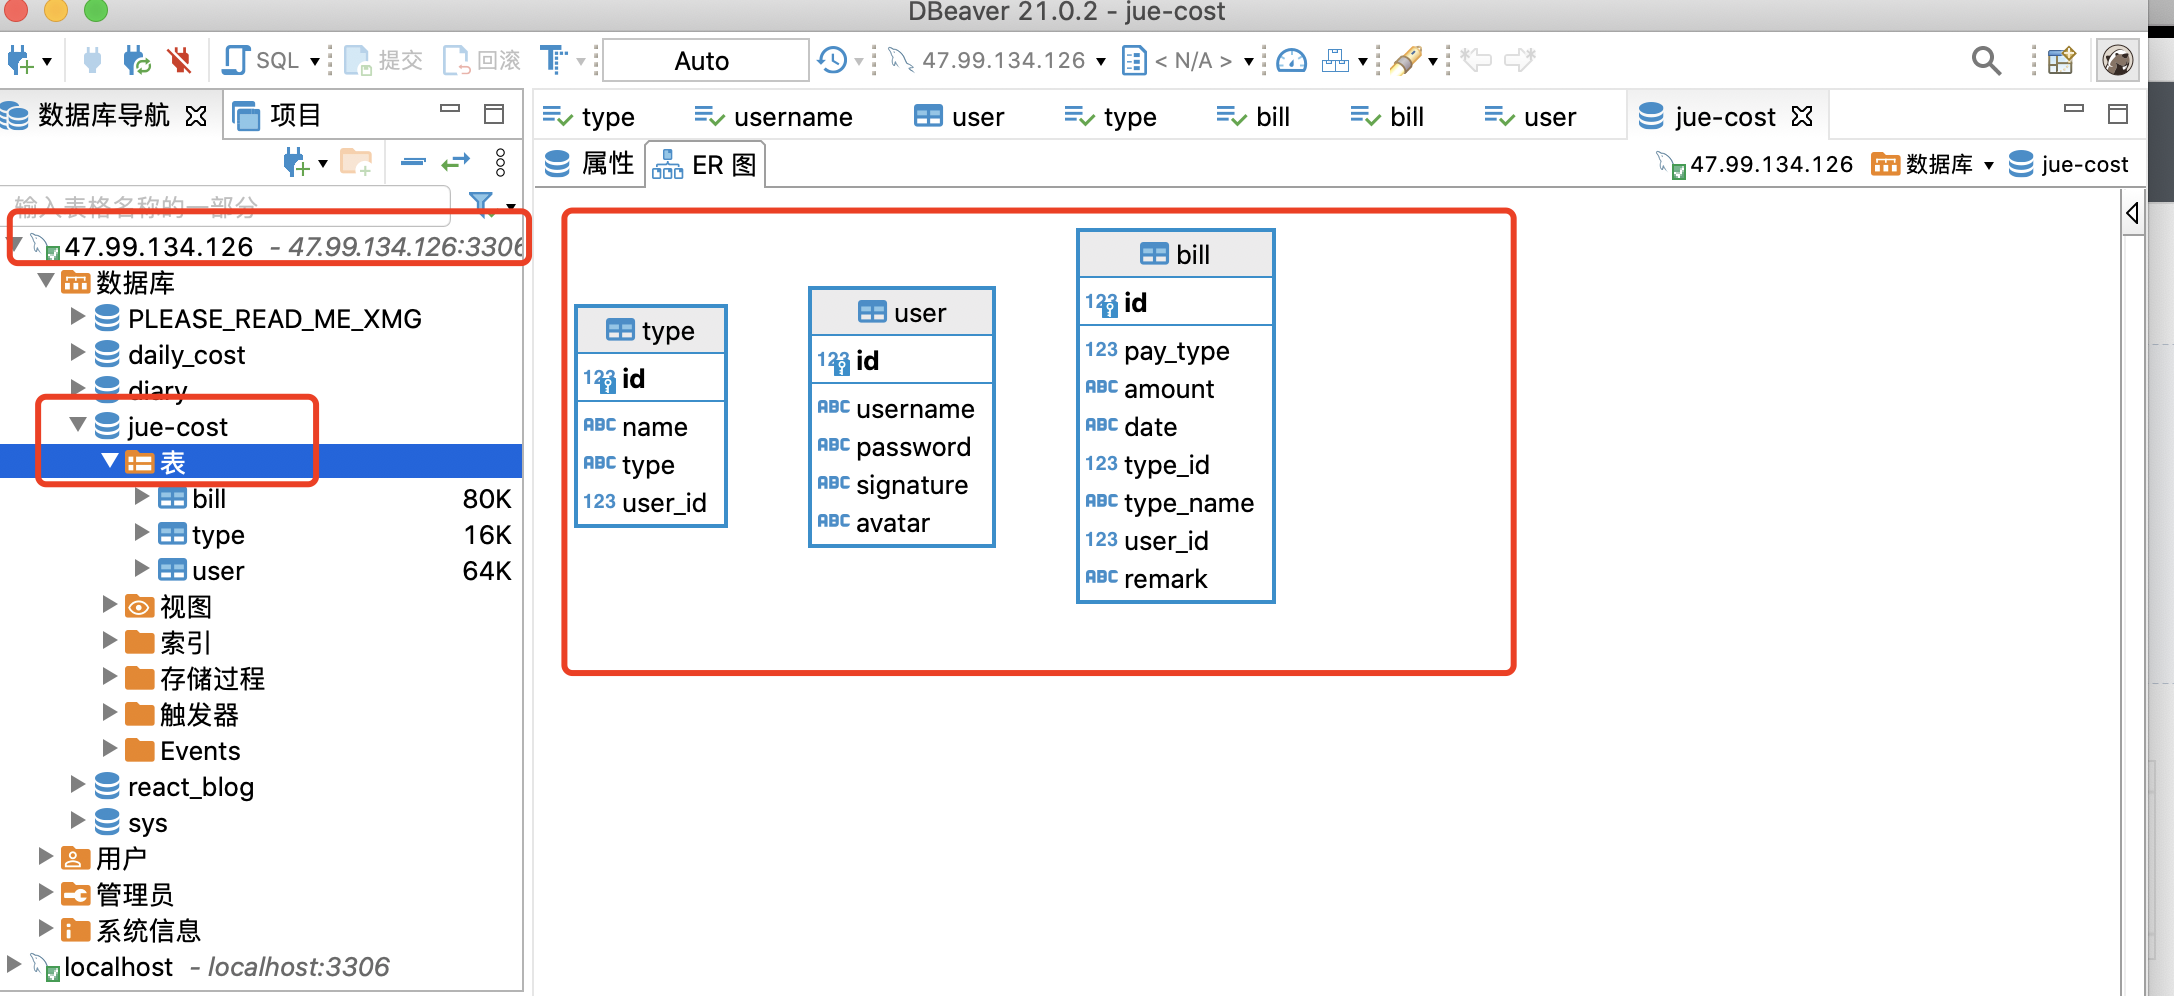 DBeaver 21.0.2 - jue-cost
SQL 提交 回滚 Auto 47.99.134.126 < N/A >
数据库导航 项目
type username user type bill bill user jue-cost
属性 ER 图 47.99.134.126 数据库 jue-cost
输入表格名称的一部分
47.99.134.126 - 47.99.134.126:3306
数据库
PLEASE_READ_ME_XMG
daily_cost
diary
jue-cost
表
bill 80K
type 16K
user 64K
视图
索引
存储过程
触发器
Events
react_blog
sys
用户
管理员
系统信息
localhost - localhost:3306
type
123 id
ABC name
ABC type
123 user_id
user
123 id
ABC username
ABC password
ABC signature
ABC avatar
bill
123 id
123 pay_type
ABC amount
ABC date
123 type_id
ABC type_name
123 user_id
ABC remark